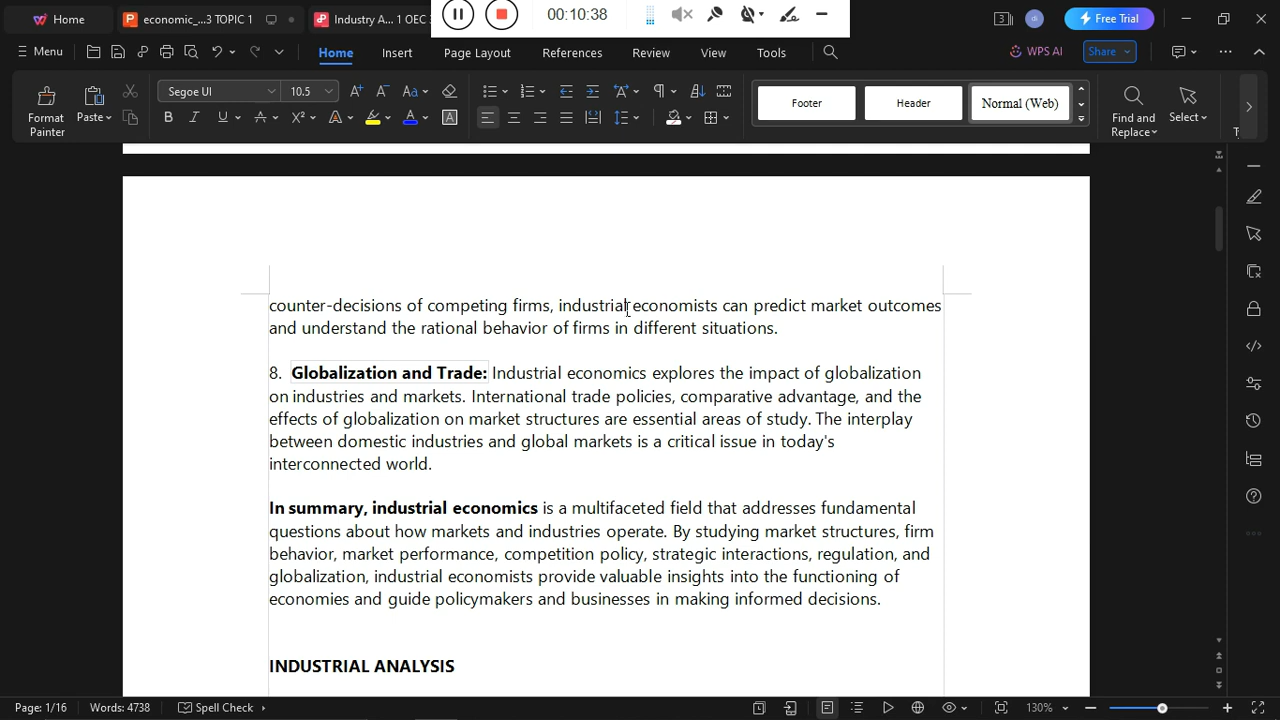 Home
economic_...3 TOPIC 1
Industry A... 1 OEC 3
00:10:38
Free Trial
Menu
Home
Insert
Page Layout
References
Review
View
Tools
WPS AI
Share
Format
Painter
Paste
Segoe UI
10.5
Footer
Header
Normal (Web)
Find and
Replace
Select
counter-decisions of competing firms, industrial economists can predict market outcomes
and understand the rational behavior of firms in different situations.
8. Globalization and Trade: Industrial economics explores the impact of globalization
on industries and markets. International trade policies, comparative advantage, and the
effects of globalization on market structures are essential areas of study. The interplay
between domestic industries and global markets is a critical issue in today's
interconnected world.
In summary, industrial economics is a multifaceted field that addresses fundamental
questions about how markets and industries operate. By studying market structures, firm
behavior, market performance, competition policy, strategic interactions, regulation, and
globalization, industrial economists provide valuable insights into the functioning of
economies and guide policymakers and businesses in making informed decisions.
INDUSTRIAL ANALYSIS
Page: 1/16
Words: 4738
Spell Check
130%